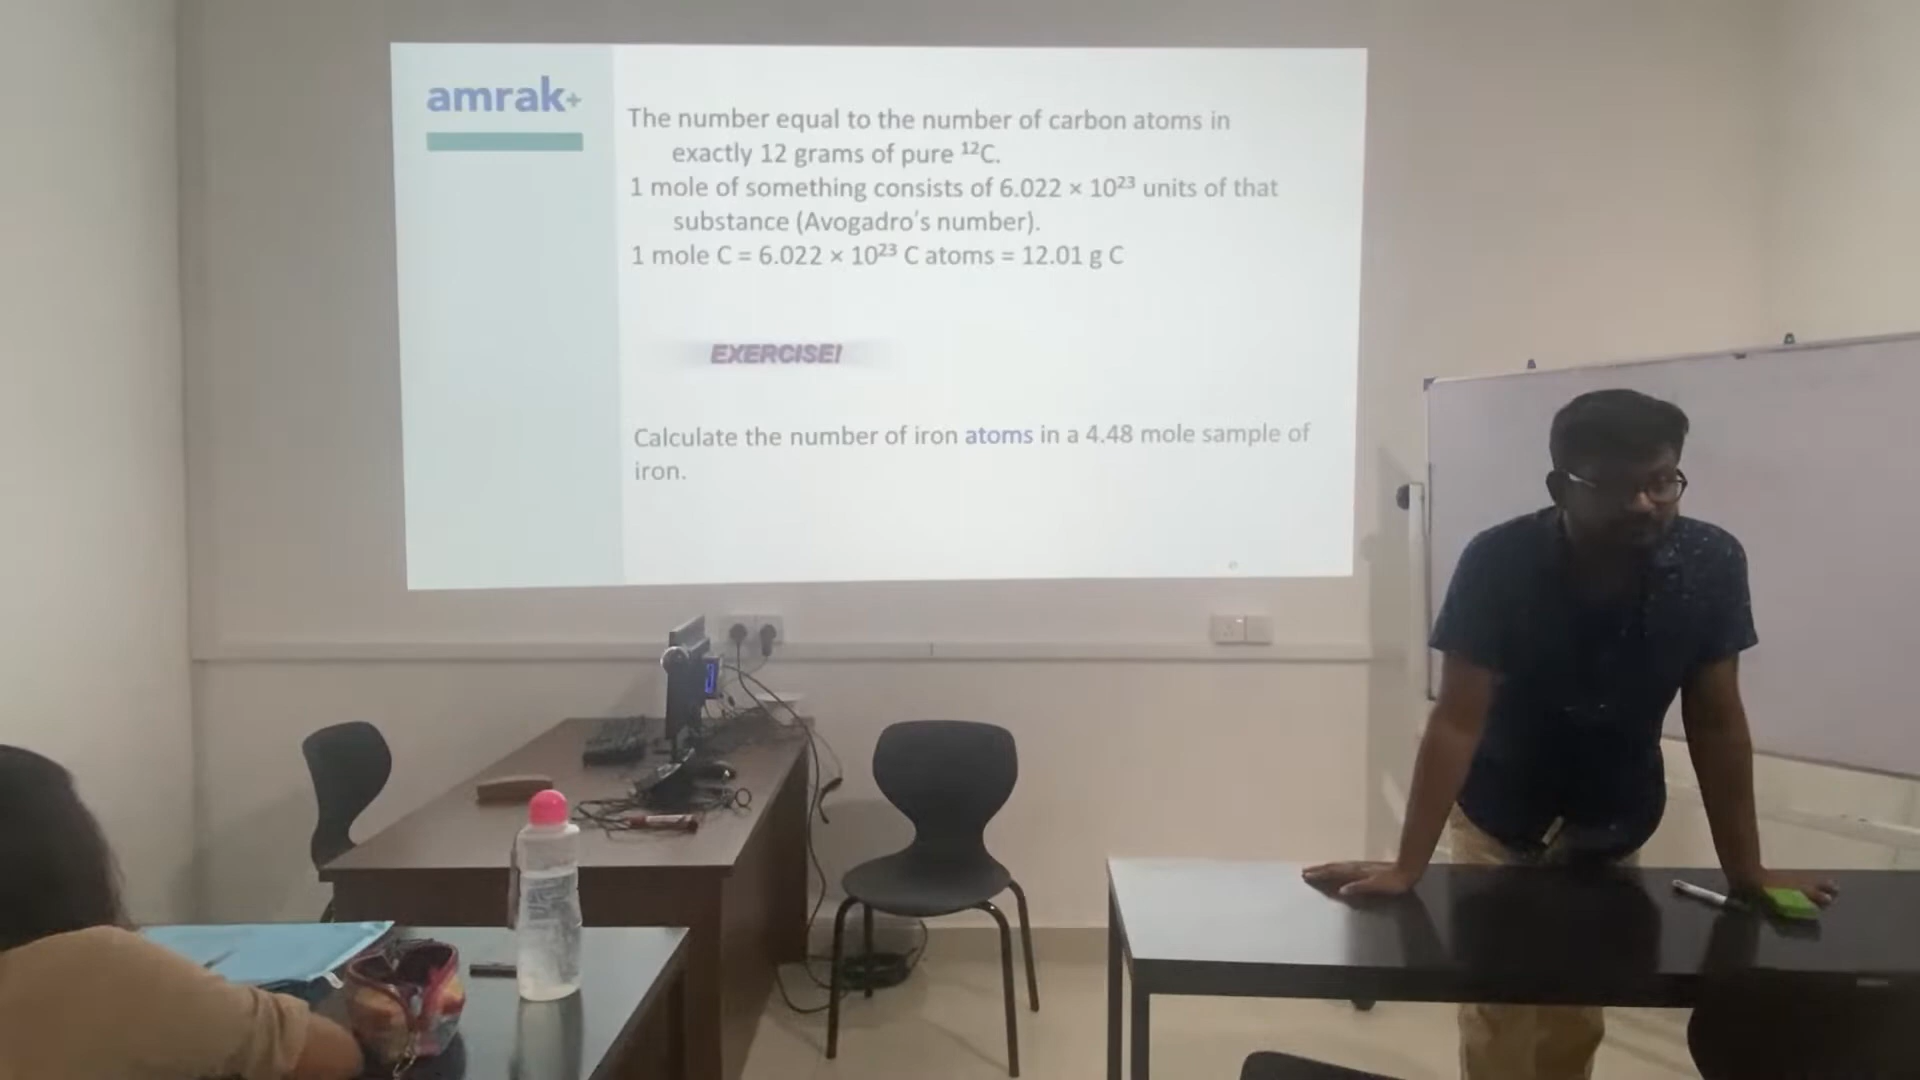 amrak+
The number equal to the number of carbon atoms in
exactly 12 grams of pure ¹²C.
1 mole of something consists of 6.022 × 10²³ units of that
substance (Avogadro's number).
1 mole C = 6.022 × 10²³ C atoms = 12.01 g C
EXERCISE!
Calculate the number of iron atoms in a 4.48 mole sample of
iron.